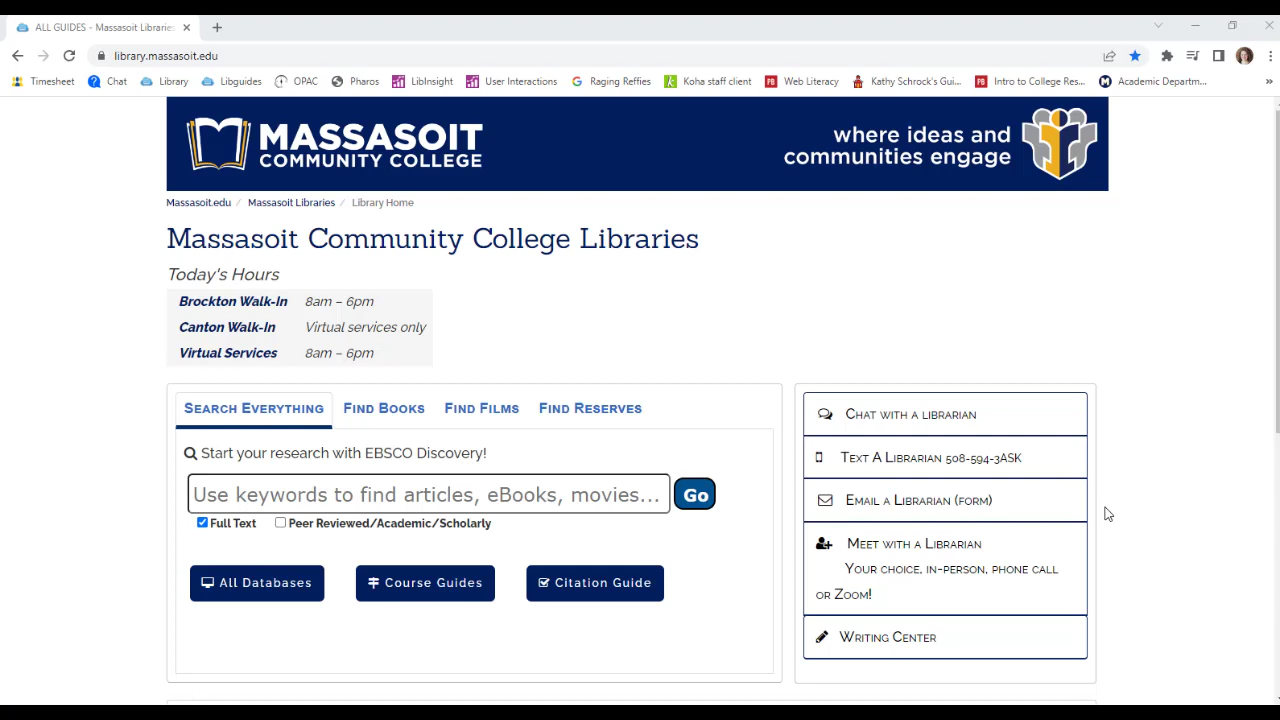 ALL GUIDES - Massasoit Libraries
library.massasoit.edu
Timesheet Chat Library Libguides OPAC Pharos LibInsight User Interactions Raging Reffies Koha staff client Web Literacy Kathy Schrock's Gui... Intro to College Res... Academic Departm... »
MASSASOIT
COMMUNITY COLLEGE
where ideas and
communities engage
Massasoit.edu / Massasoit Libraries / Library Home
Massasoit Community College Libraries
Today's Hours
Brockton Walk-In 8am – 6pm
Canton Walk-In Virtual services only
Virtual Services 8am – 6pm
Search Everything Find Books Find Films Find Reserves
Start your research with EBSCO Discovery!
Use keywords to find articles, eBooks, movies... Go
Full Text Peer Reviewed/Academic/Scholarly
All Databases Course Guides Citation Guide
Chat with a librarian
Text A Librarian 508-594-3ASK
Email a Librarian (form)
Meet with a Librarian
Your choice, in-person, phone call
or Zoom!
Writing Center